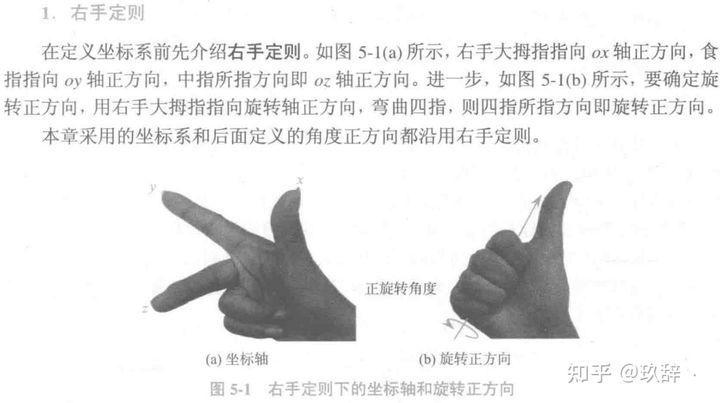 1. 右手定则
在定义坐标系前先介绍右手定则。如图 5-1(a) 所示，右手大拇指指向 ox 轴正方向，食
指指向 oy 轴正方向，中指所指方向即 oz 轴正方向。进一步，如图 5-1(b) 所示，要确定旋
转正方向，用右手大拇指指向旋转轴正方向，弯曲四指，则四指所指方向即旋转正方向。
本章采用的坐标系和后面定义的角度正方向都沿用右手定则。
y
x
z
正旋转角度
(a) 坐标轴
(b) 旋转正方向
图 5-1 右手定则下的坐标轴和旋转正方向
知乎 @玖辞